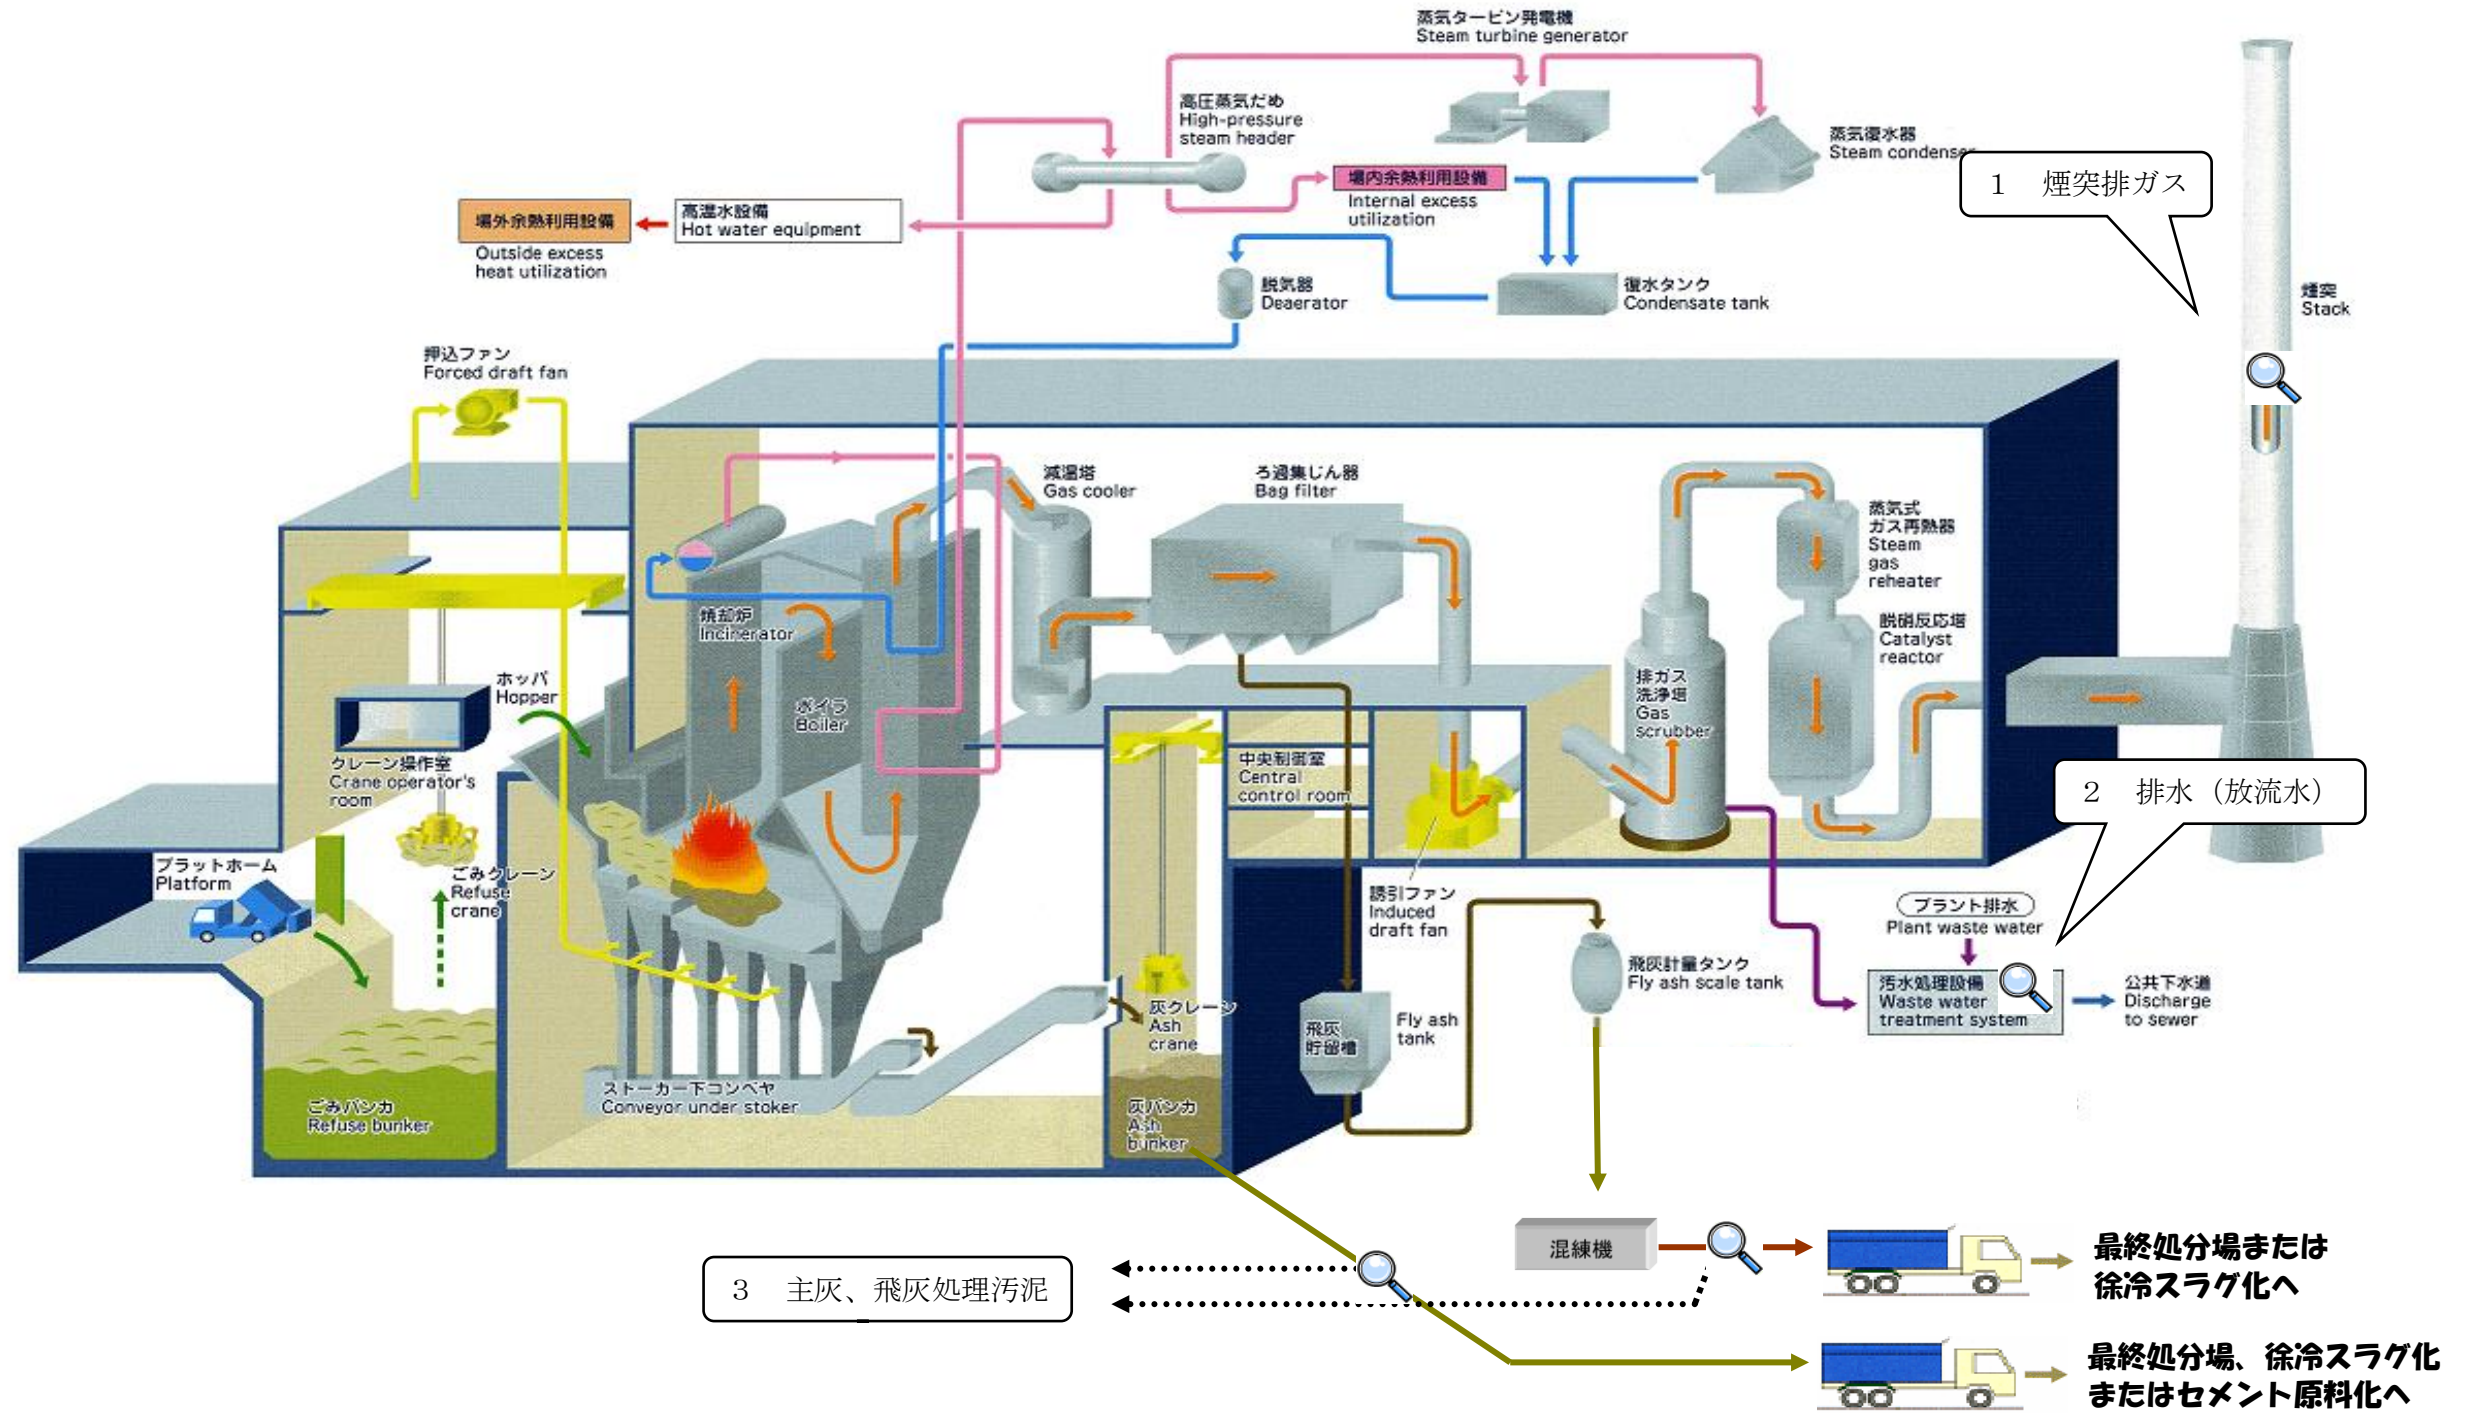 蒸気タービン発電機
Steam turbine generator
高圧蒸気だめ
High-pressure
steam header
蒸気復水器
Steam condenser
1　煙突排ガス
場内余熱利用設備
Internal excess
utilization
場外余熱利用設備
Outside excess
heat utilization
高温水設備
Hot water equipment
脱気器
Deaerator
復水タンク
Condensate tank
煙突
Stack
押込ファン
Forced draft fan
減温塔
Gas cooler
ろ過集じん器
Bag filter
蒸気式
ガス再熱器
Steam
gas
reheater
焼却炉
Incinerator
脱硝反応塔
Catalyst
reactor
ホッパ
Hopper
ボイラ
Boiler
排ガス
洗浄塔
Gas
scrubber
クレーン操作室
Crane operator's
room
中央制御室
Central
control room
2　排水（放流水）
プラットホーム
Platform
ごみクレーン
Refuse
crane
誘引ファン
Induced
draft fan
プラント排水
Plant waste water
飛灰計量タンク
Fly ash scale tank
汚水処理設備
Waste water
treatment system
公共下水道
Discharge
to sewer
灰クレーン
Ash
crane
飛灰
貯留槽
Fly ash
tank
ストーカー下コンベヤ
Conveyor under stoker
ごみバンカ
Refuse bunker
灰バンカ
Ash
bunker
混練機
最終処分場または
徐冷スラグ化へ
3　主灰、飛灰処理汚泥
最終処分場、徐冷スラグ化
またはセメント原料化へ